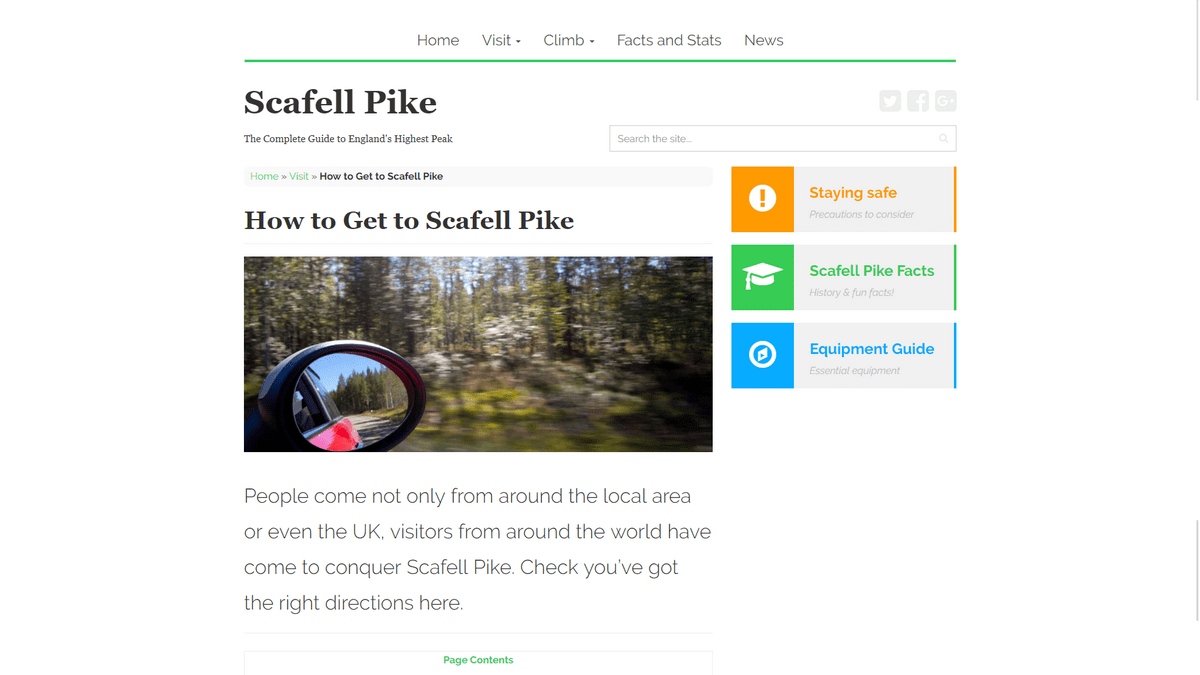 Home Visit Climb Facts and Stats News
Scafell Pike
The Complete Guide to England's Highest Peak
Search the site...
Home » Visit » How to Get to Scafell Pike
How to Get to Scafell Pike
People come not only from around the local area
or even the UK, visitors from around the world have
come to conquer Scafell Pike. Check you've got
the right directions here.
Page Contents
Staying safe
Precautions to consider
Scafell Pike Facts
History & fun facts!
Equipment Guide
Essential equipment